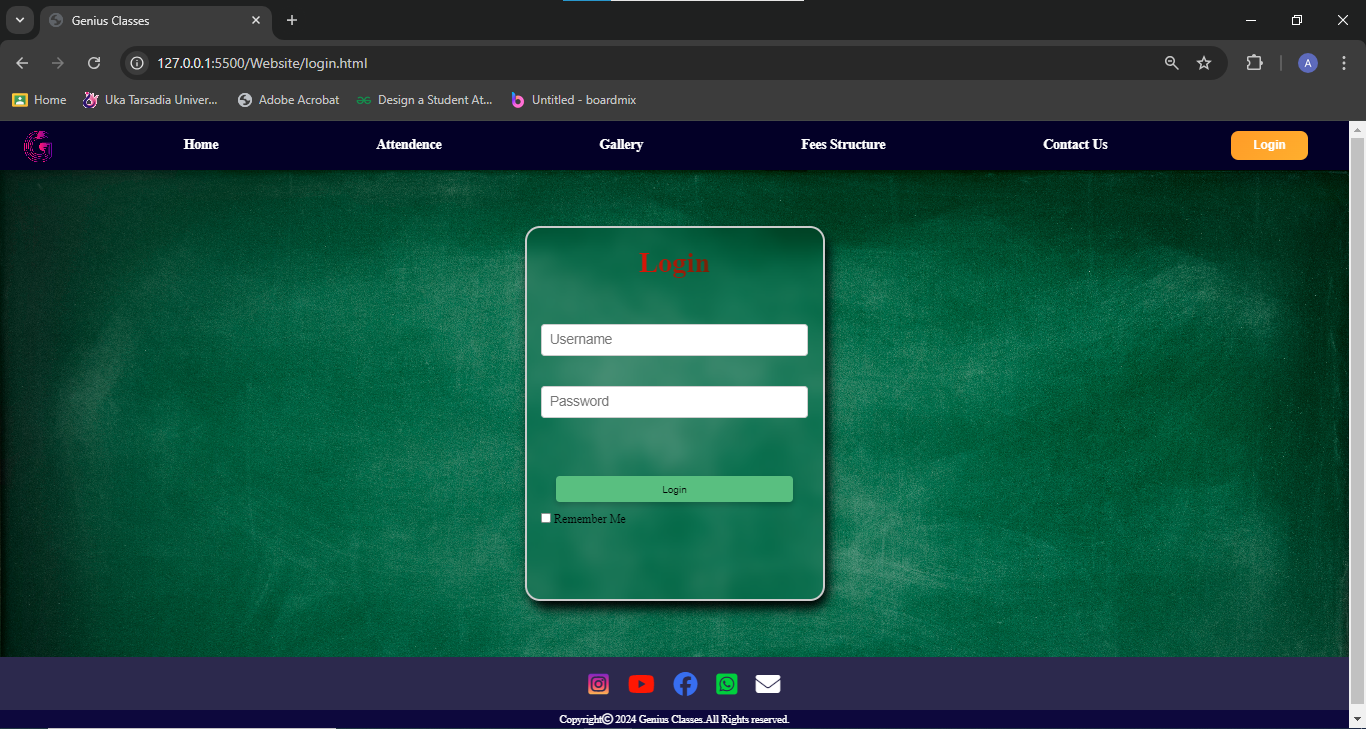 Genius Classes
127.0.0.1:5500/Website/login.html
A
Home Uka Tarsadia Univer... Adobe Acrobat Design a Student At... Untitled - boardmix
G Home Attendence Gallery Fees Structure Contact Us Login
Login
Username
Password
Login
Remember Me
Copyright© 2024 Genius Classes.All Rights reserved.